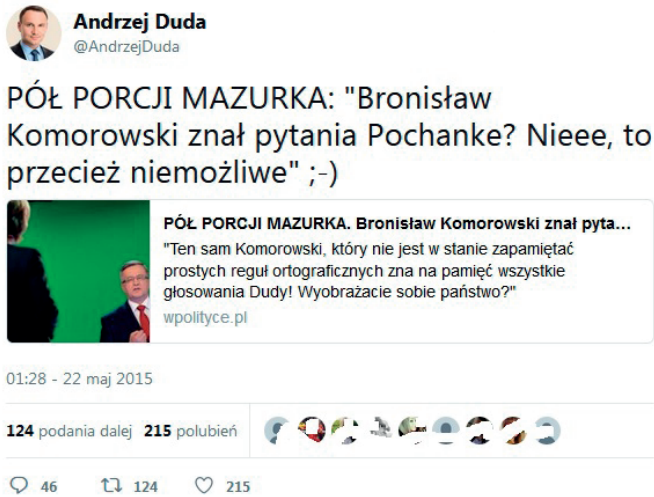 Andrzej Duda
@AndrzejDuda
PÓŁ PORCJI MAZURKA: "Bronisław
Komorowski znał pytania Pochanke? Nieee, to
przecież niemożliwe" ;-)
PÓŁ PORCJI MAZURKA. Bronisław Komorowski znał pyta...
"Ten sam Komorowski, który nie jest w stanie zapamiętać
prostych reguł ortograficznych zna na pamięć wszystkie
głosowania Dudy! Wyobrażacie sobie państwo?"
wpolityce.pl
01:28 - 22 maj 2015
124 podania dalej 215 polubień
46 124 215